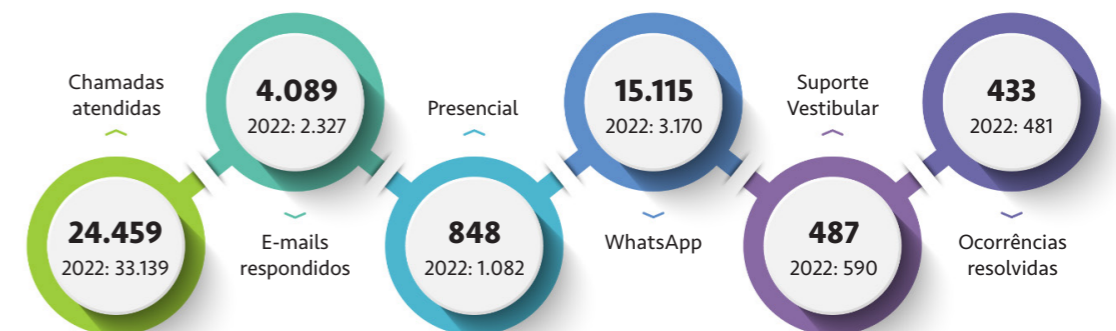 Chamadas
atendidas
24.459
2022: 33.139
4.089
2022: 2.327
E-mails
respondidos
Presencial
848
2022: 1.082
15.115
2022: 3.170
WhatsApp
Suporte
Vestibular
487
2022: 590
433
2022: 481
Ocorrências
resolvidas